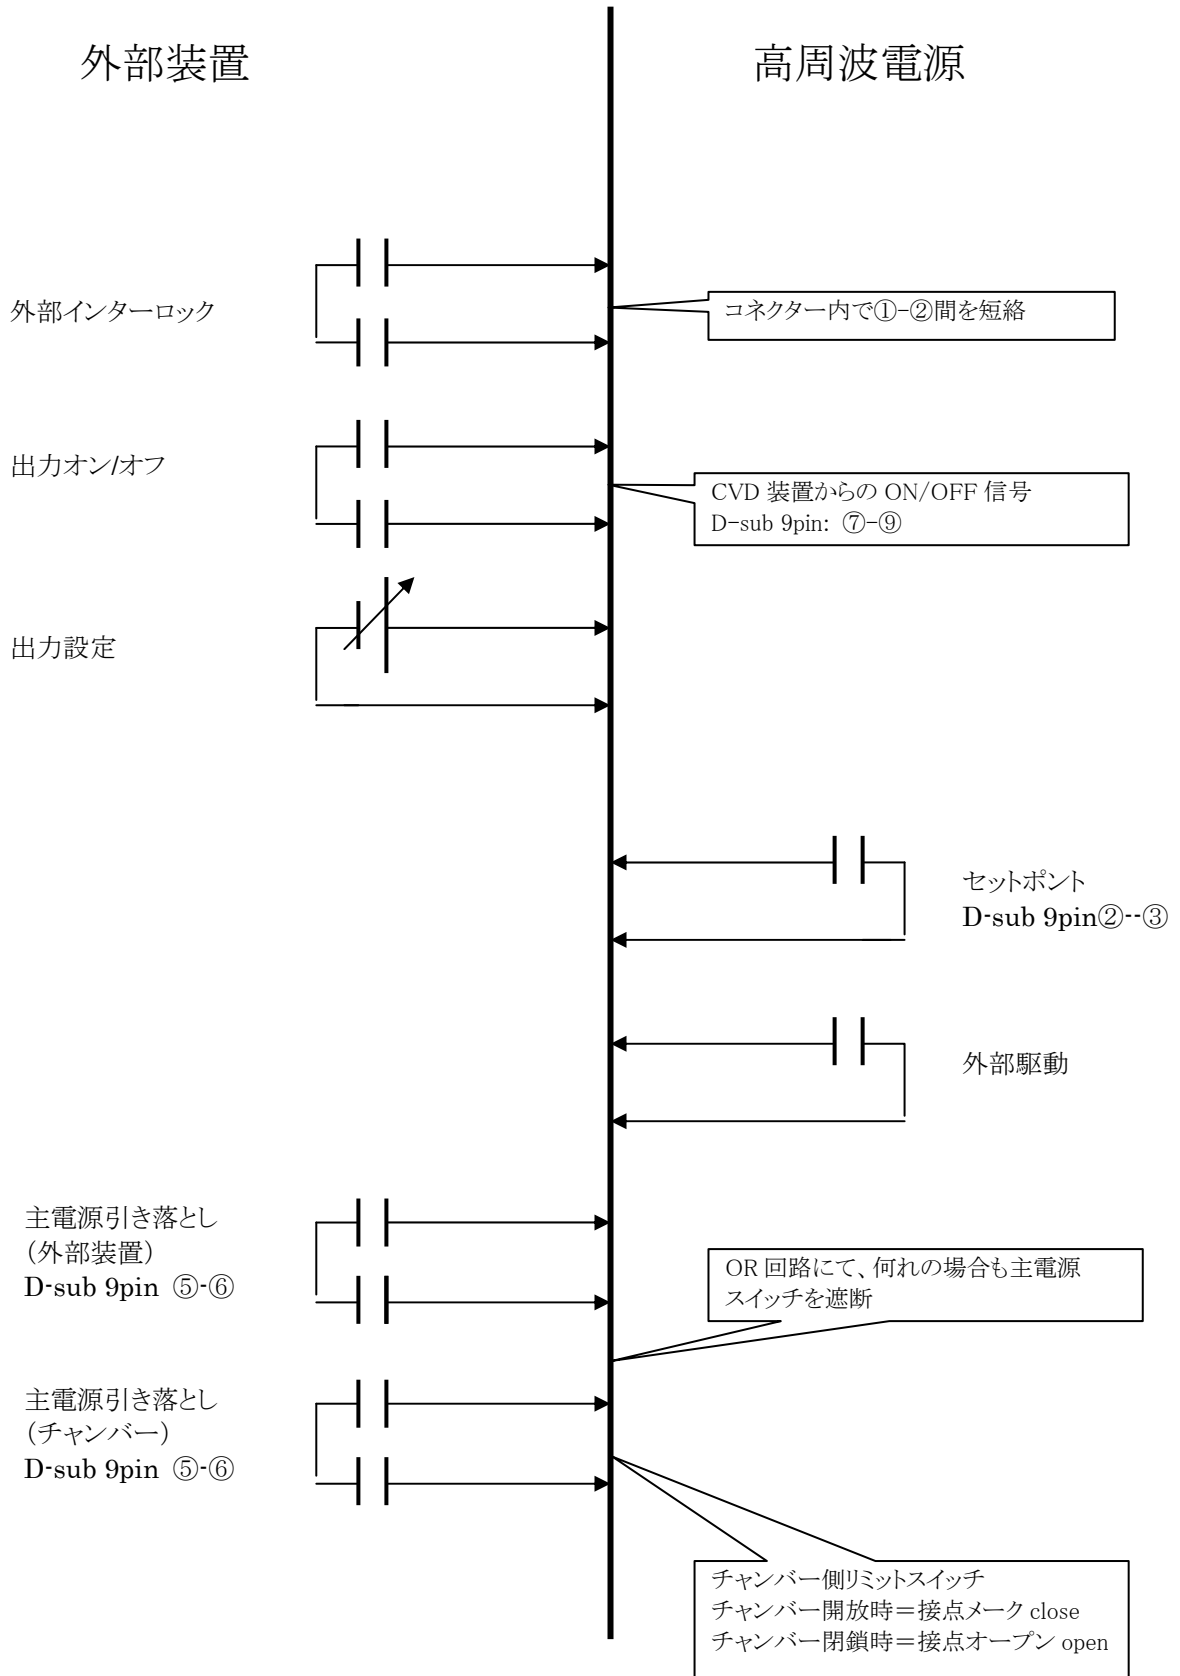 外部装置
高周波電源
外部インターロック
コネクター内で①-②間を短絡
出力オン/オフ
CVD 装置からの ON/OFF 信号
D-sub 9pin: ⑦-⑨
出力設定
セットポント
D-sub 9pin②--③
外部駆動
主電源引き落とし
（外部装置）
D-sub 9pin ⑤-⑥
OR 回路にて、何れの場合も主電源
スイッチを遮断
主電源引き落とし
（チャンバー）
D-sub 9pin ⑤-⑥
チャンバー側リミットスイッチ
チャンバー開放時＝接点メーク close
チャンバー閉鎖時＝接点オープン open